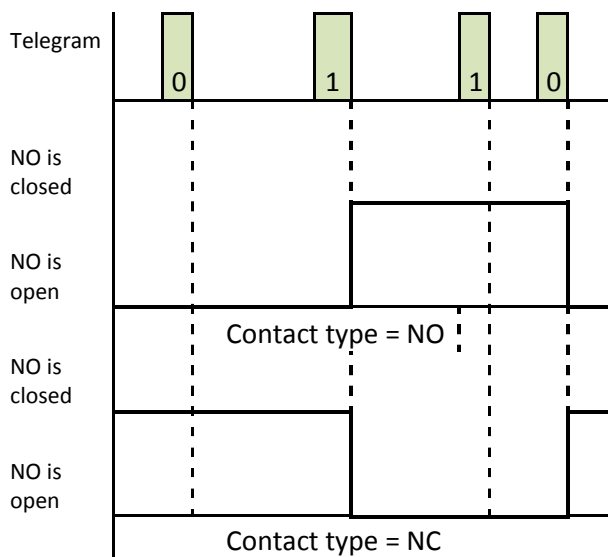 Telegram
0 1 1 0
NO is
closed
NO is
open
Contact type = NO
NO is
closed
NO is
open
Contact type = NC